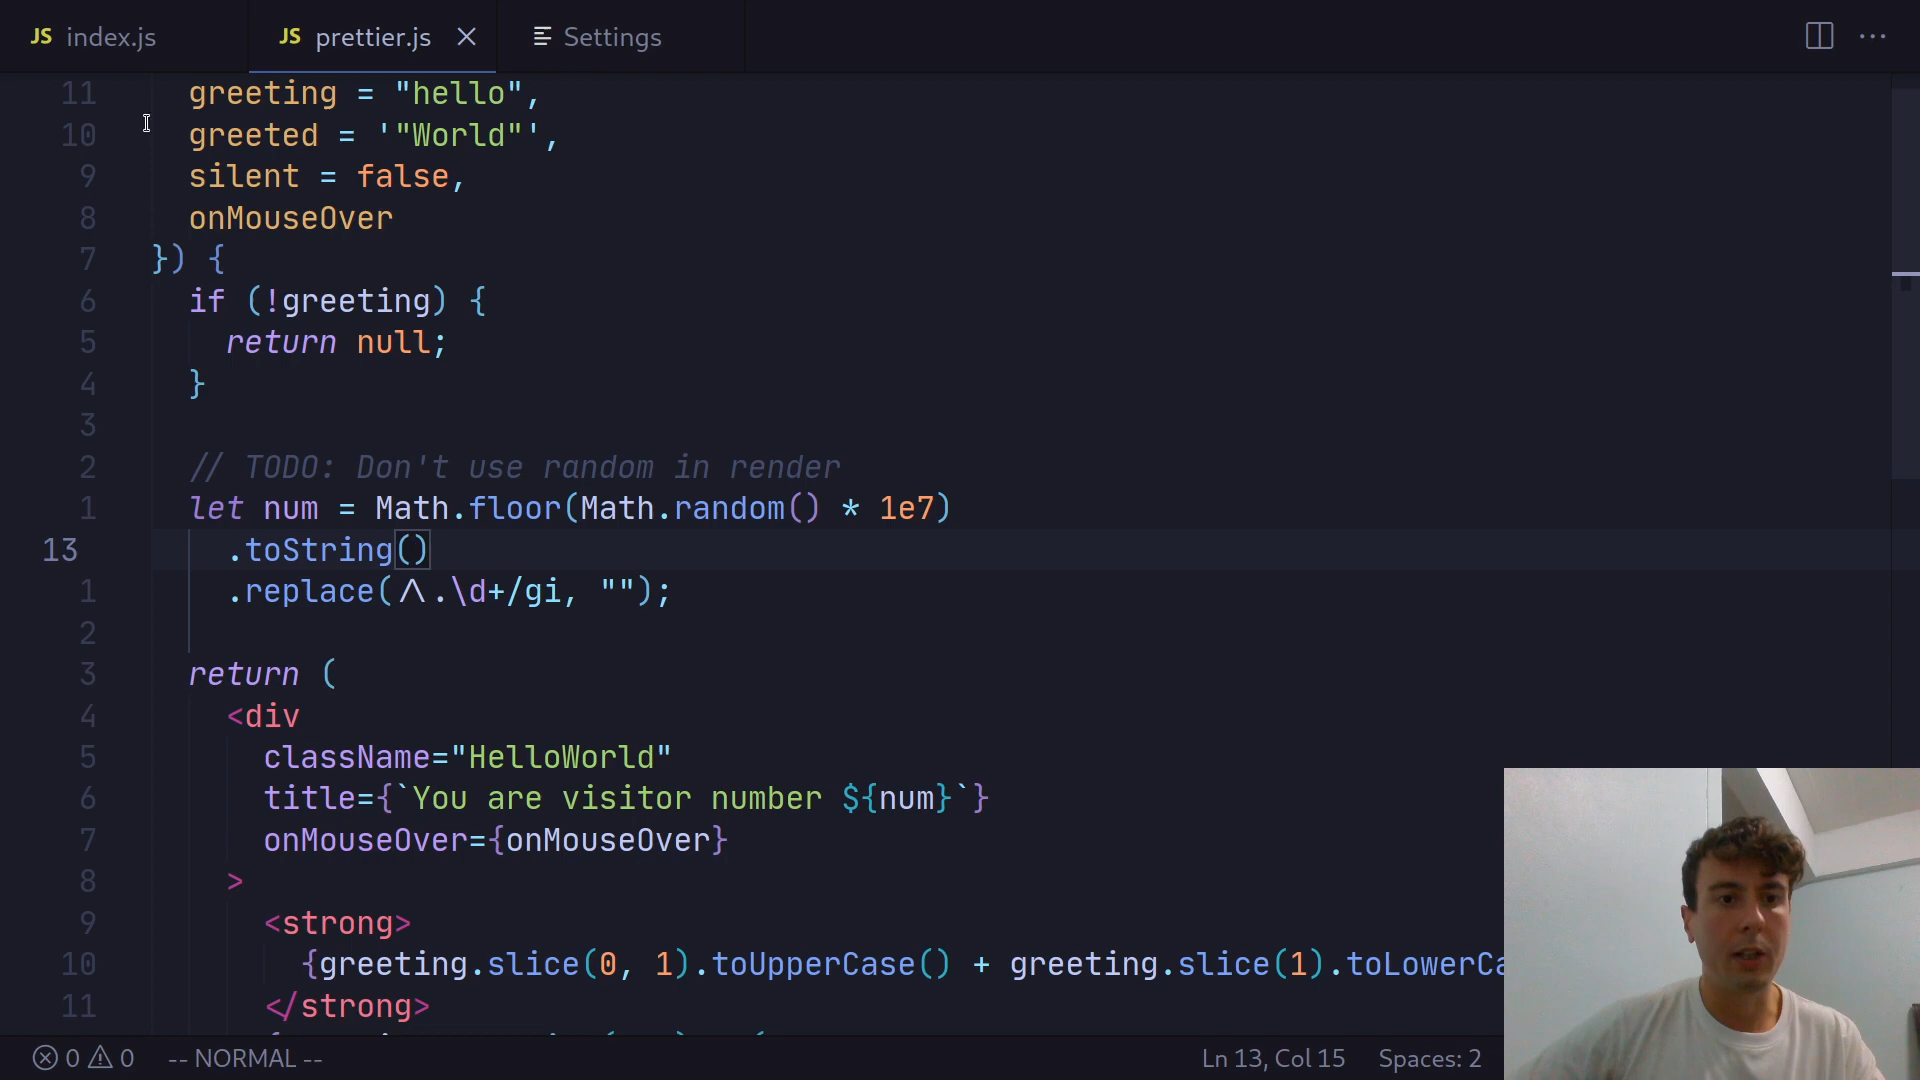 JS index.js
JS prettier.js
Settings
11 greeting = "hello",
10 greeted = '"World"',
9 silent = false,
8 onMouseOver
7 }) {
6 if (!greeting) {
5 return null;
4 }
3
2 // TODO: Don't use random in render
1 let num = Math.floor(Math.random() * 1e7)
13 .toString()
1 .replace(/\.\d+/gi, "");
2
3 return (
4 <div
5 className="HelloWorld"
6 title={`You are visitor number ${num}`}
7 onMouseOver={onMouseOver}
8 >
9 <strong>
10 {greeting.slice(0, 1).toUpperCase() + greeting.slice(1).toLowerCa
11 </strong>
0 0 -- NORMAL -- Ln 13, Col 15 Spaces: 2